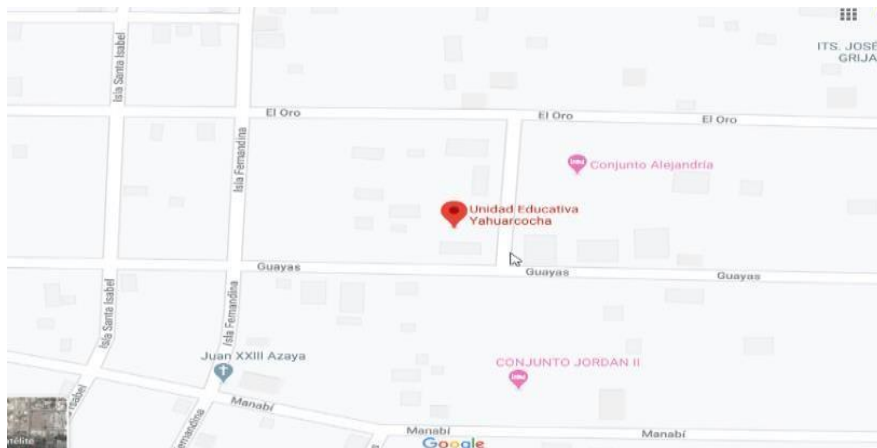 Isla Santa Isabel
ITS. JOSÉ
GRIJA
El Oro
El Oro
El Oro
Isla Fernandina
Conjunto Alejandría
Unidad Educativa
Yahuarcocha
Guayas
Guayas
Guayas
Isla Santa Isabel
Isla Fernandina
Juan XXIII Azaya
CONJUNTO JORDAN II
Isabel
Manabí
Manabí
Manabí
Google